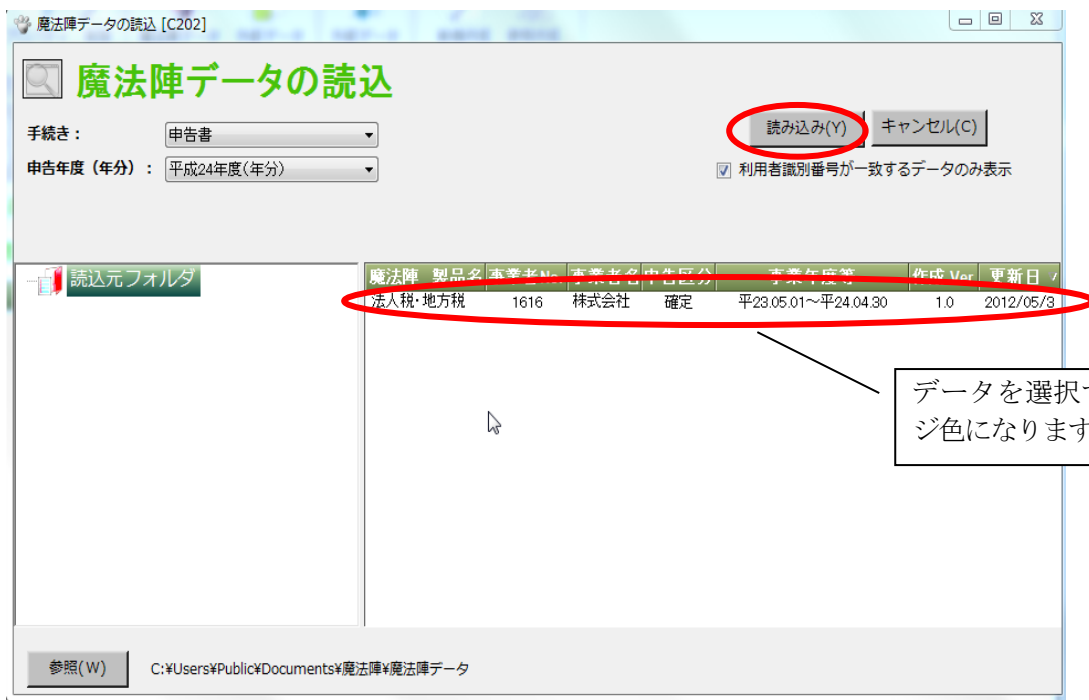 魔法陣データの読込 [C202]
魔法陣データの読込
手続き： 申告書
読み込み(Y) キャンセル(C)
申告年度（年分）： 平成24年度(年分)
利用者識別番号が一致するデータのみ表示
読込元フォルダ
魔法陣 製品名 事業者No 事業者名 申告区分 事業年度等 作成 Ver 更新日
法人税・地方税 1616 株式会社 確定 平23.05.01～平24.04.30 1.0 2012/05/3
データを選択
ジ色になります
参照(W) C:¥Users¥Public¥Documents¥魔法陣¥魔法陣データ